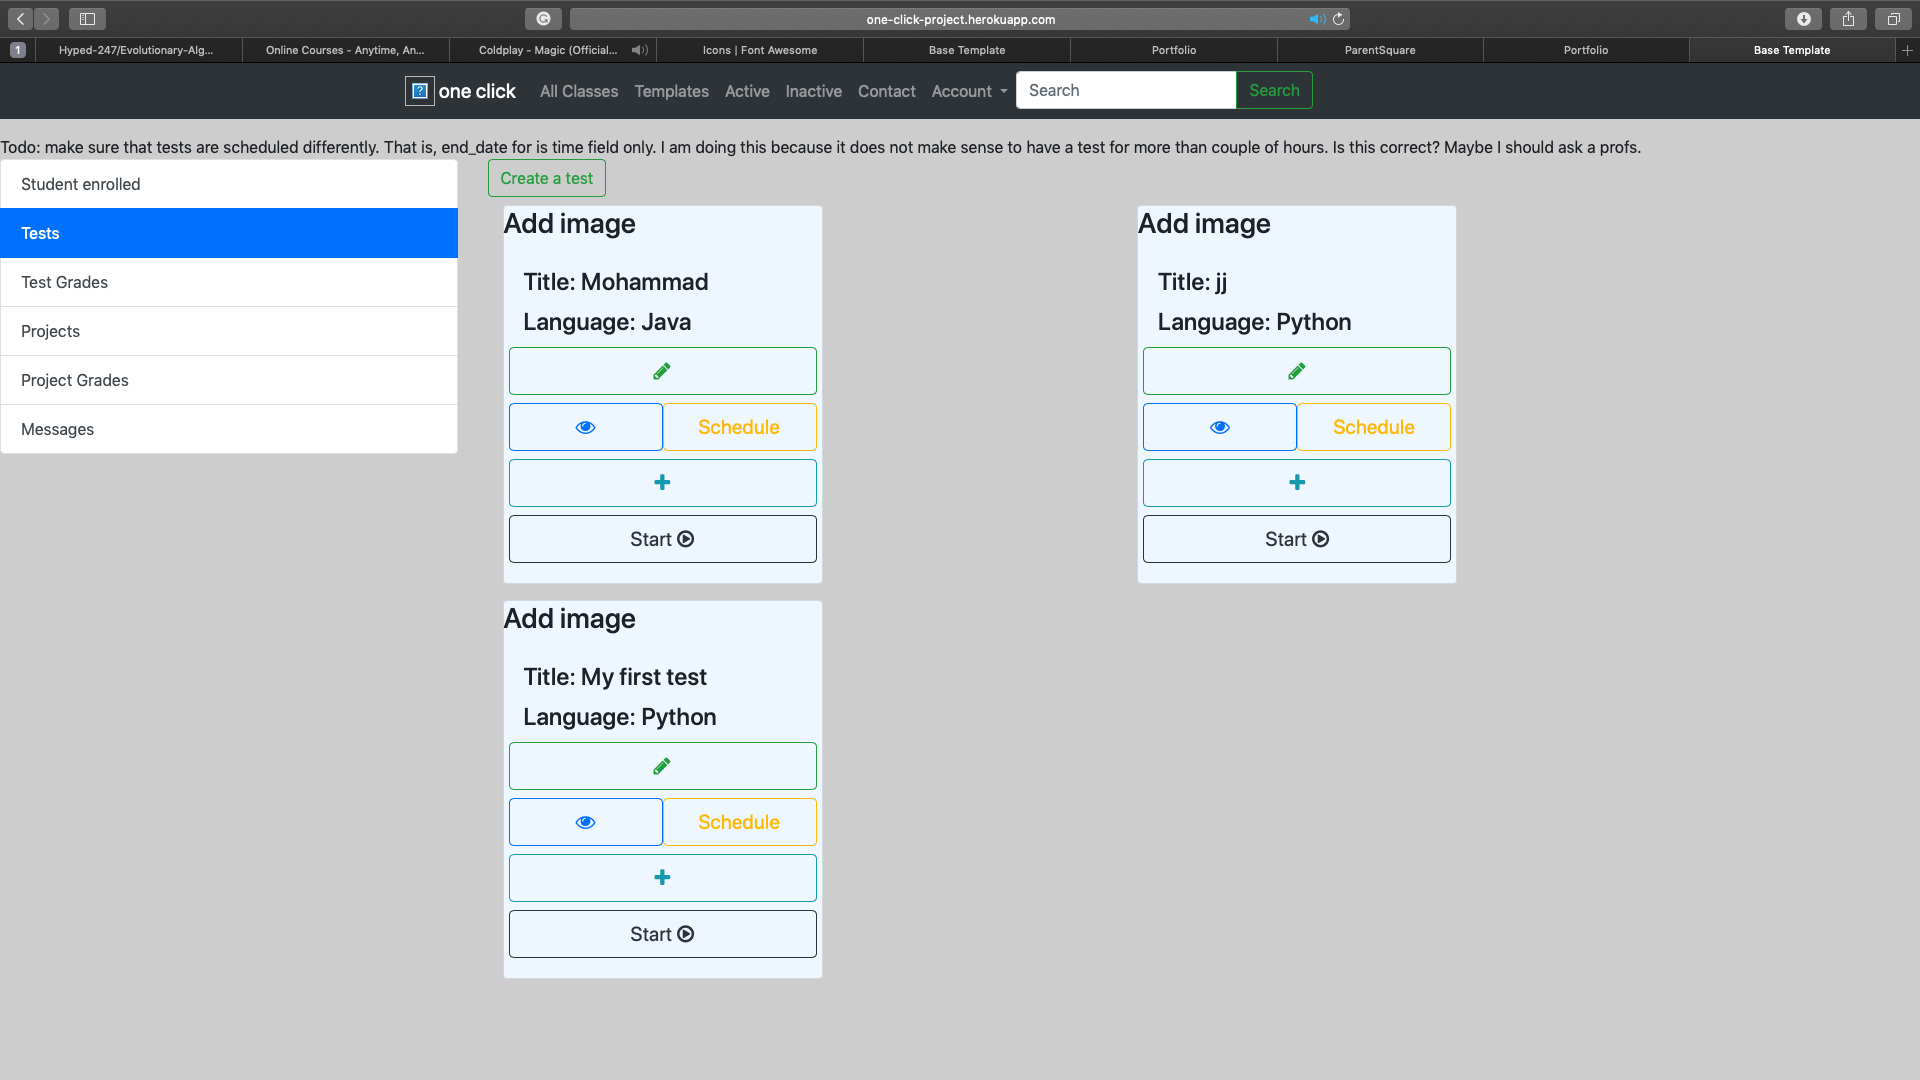 one-click-project.herokuapp.com
1
Hyped-247/Evolutionary-Alg...
Online Courses - Anytime, An...
Coldplay - Magic (Official...
Icons | Font Awesome
Base Template
Portfolio
ParentSquare
Portfolio
Base Template
one click
All Classes
Templates
Active
Inactive
Contact
Account
Search
Search
Todo: make sure that tests are scheduled differently. That is, end_date for is time field only. I am doing this because it does not make sense to have a test for more than couple of hours. Is this correct? Maybe I should ask a profs.
Student enrolled
Tests
Test Grades
Projects
Project Grades
Messages
Create a test
Add image
Title: Mohammad
Language: Java
Schedule
Start
Add image
Title: jj
Language: Python
Schedule
Start
Add image
Title: My first test
Language: Python
Schedule
Start